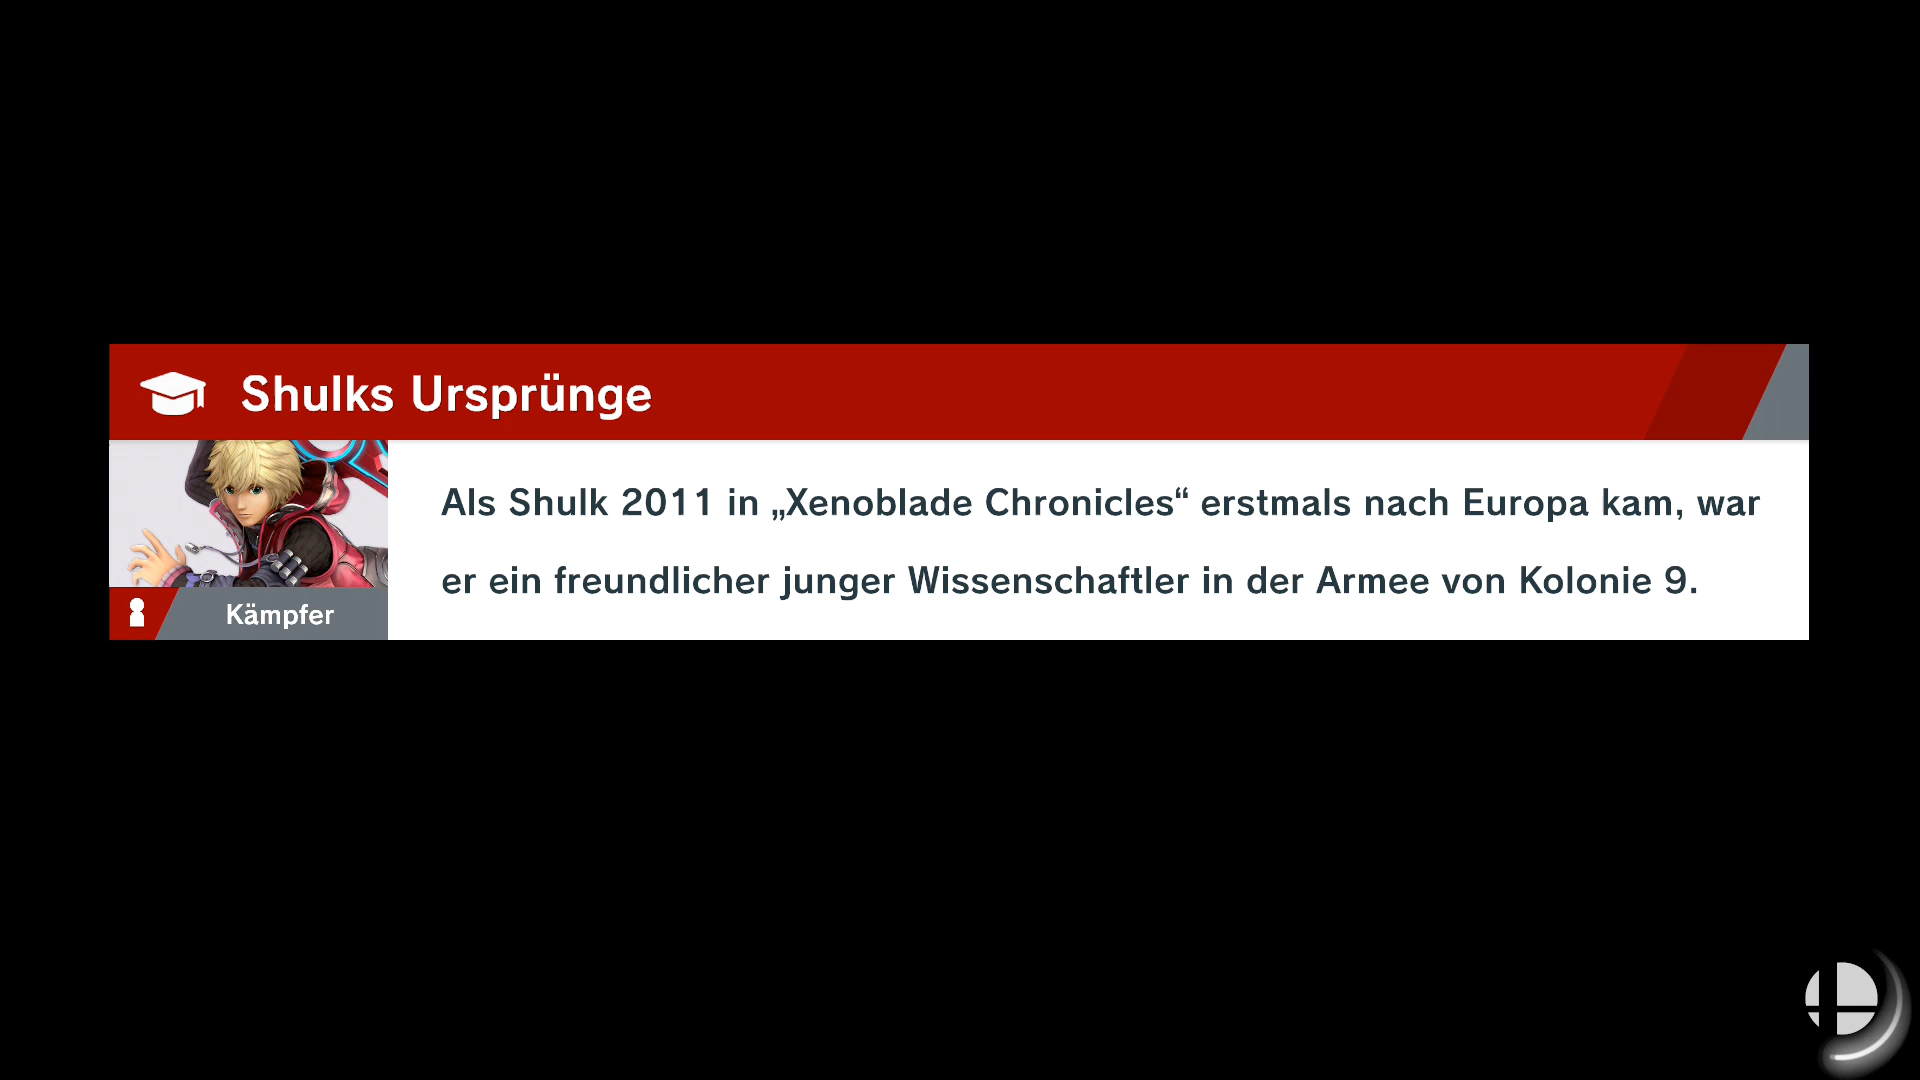 Shulks Ursprünge
Als Shulk 2011 in „Xenoblade Chronicles“ erstmals nach Europa kam, war
er ein freundlicher junger Wissenschaftler in der Armee von Kolonie 9.
Kämpfer